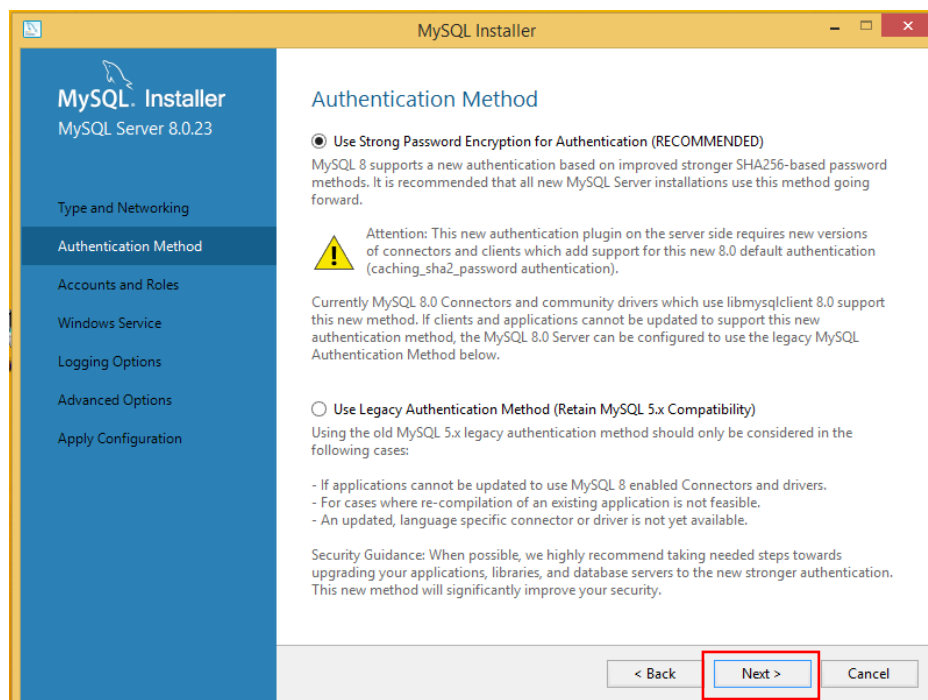 MySQL Installer
MySQL. Installer
MySQL Server 8.0.23
Type and Networking
Authentication Method
Accounts and Roles
Windows Service
Logging Options
Advanced Options
Apply Configuration
Authentication Method
Use Strong Password Encryption for Authentication (RECOMMENDED)
MySQL 8 supports a new authentication based on improved stronger SHA256-based password
methods. It is recommended that all new MySQL Server installations use this method going
forward.
Attention: This new authentication plugin on the server side requires new versions
of connectors and clients which add support for this new 8.0 default authentication
(caching_sha2_password authentication).
Currently MySQL 8.0 Connectors and community drivers which use libmysqlclient 8.0 support
this new method. If clients and applications cannot be updated to support this new
authentication method, the MySQL 8.0 Server can be configured to use the legacy MySQL
Authentication Method below.
Use Legacy Authentication Method (Retain MySQL 5.x Compatibility)
Using the old MySQL 5.x legacy authentication method should only be considered in the
following cases:
- If applications cannot be updated to use MySQL 8 enabled Connectors and drivers.
- For cases where re-compilation of an existing application is not feasible.
- An updated, language specific connector or driver is not yet available.
Security Guidance: When possible, we highly recommend taking needed steps towards
upgrading your applications, libraries, and database servers to the new stronger authentication.
This new method will significantly improve your security.
< Back
Next >
Cancel